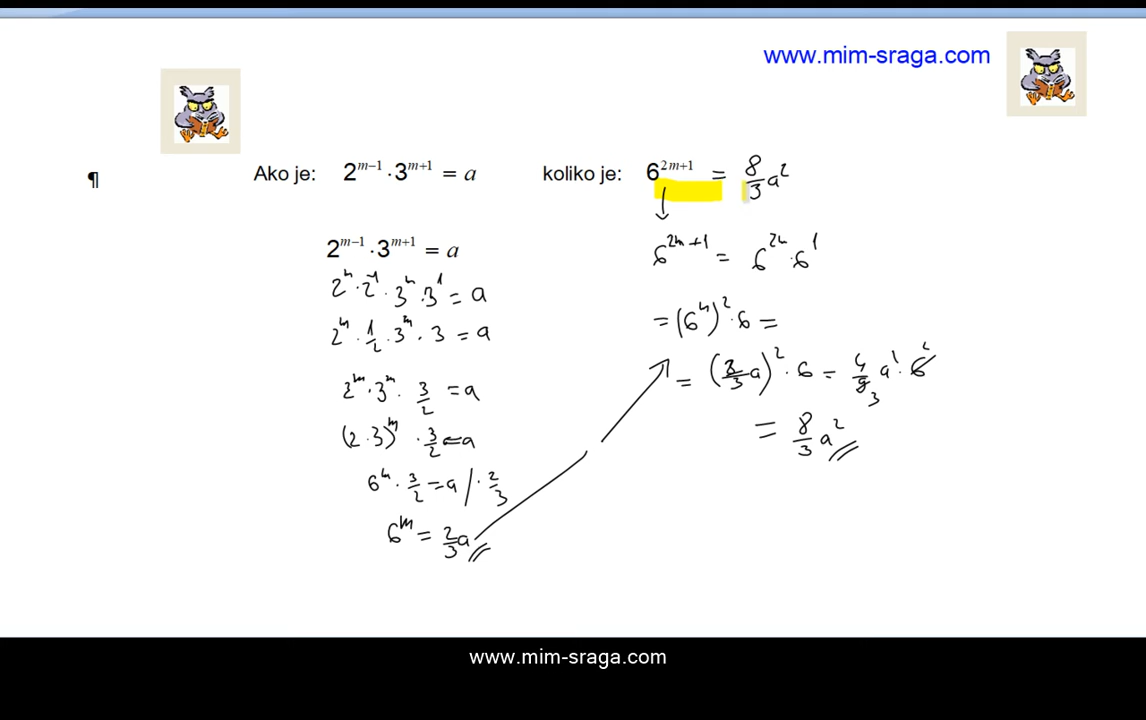 www.mim-sraga.com
¶ Ako je: 2^{m-1} · 3^{m+1} = a koliko je: 6^{2m+1} = 8/3 a^2
2^{m-1} · 3^{m+1} = a
2^m · 2^{-1} · 3^m · 3^1 = a
2^m · 1/2 · 3^m · 3 = a
2^m · 3^m · 3/2 = a
(2·3)^m · 3/2 = a
6^m · 3/2 = a / · 2/3
6^m = 2/3 a
6^{2m+1} = 6^{2m} · 6^1
= (6^m)^2 · 6 =
= (2/3 a)^2 · 6 = 4/9 a^2 · 6
= 8/3 a^2
www.mim-sraga.com